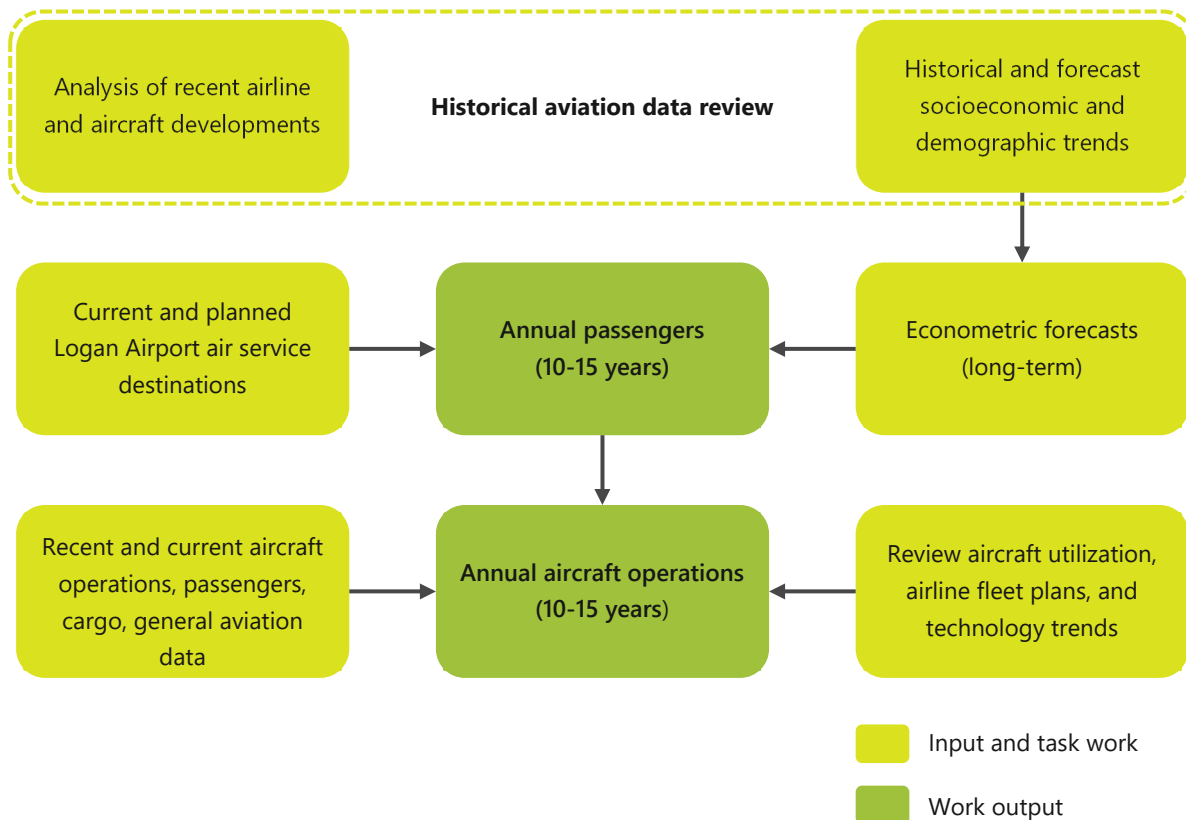 Analysis of recent airline
and aircraft developments
Historical aviation data review
Historical and forecast
socioeconomic and
demographic trends
Current and planned
Logan Airport air service
destinations
Annual passengers
(10-15 years)
Econometric forecasts
(long-term)
Recent and current aircraft
operations, passengers,
cargo, general aviation
data
Annual aircraft operations
(10-15 years)
Review aircraft utilization,
airline fleet plans, and
technology trends
Input and task work
Work output